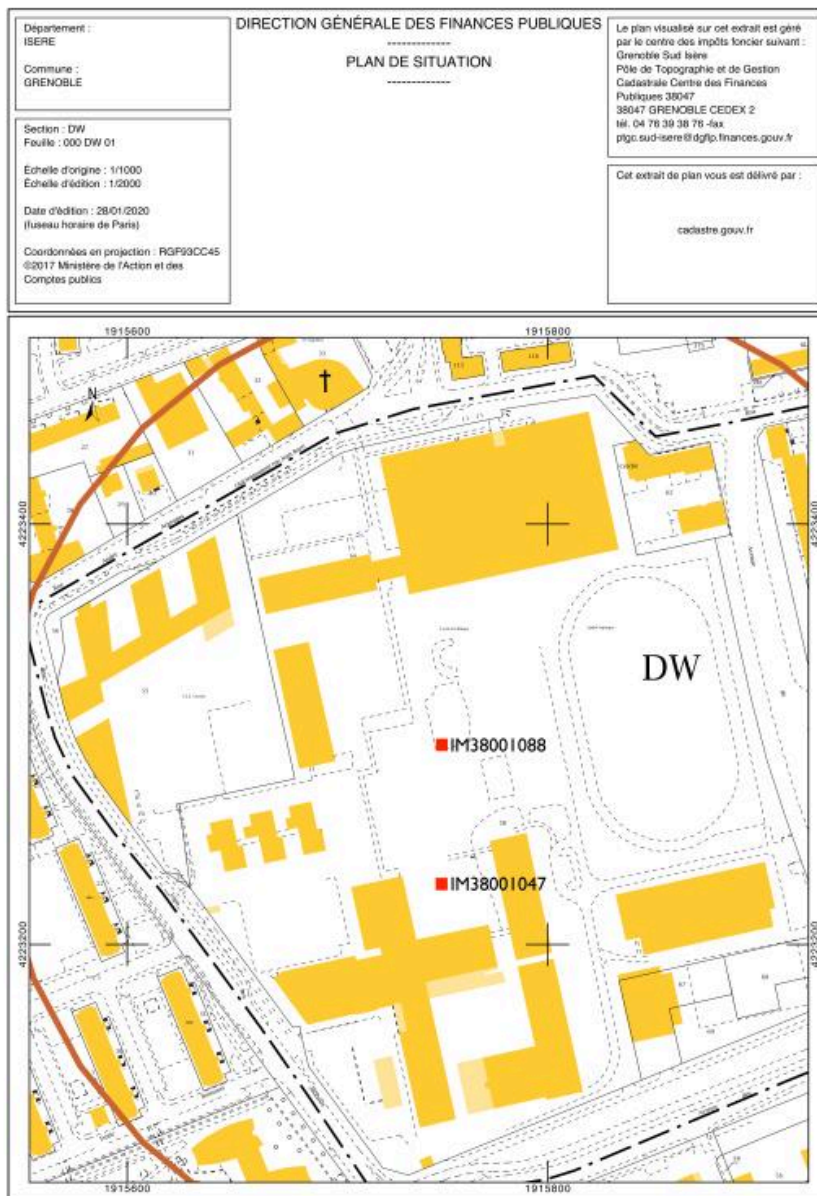 Département :
ISERE
Commune :
GRENOBLE
Section : DW
Feuille : 000 DW 01
Échelle d'origine : 1/1000
Échelle d'édition : 1/2000
Date d'édition : 28/01/2020
(fuseau horaire de Paris)
Coordonnées en projection : RGF93CC45
©2017 Ministère de l'Action et des
Comptes publics
DIRECTION GÉNÉRALE DES FINANCES PUBLIQUES
-------------
PLAN DE SITUATION
-------------
Le plan visualisé sur cet extrait est géré
par le centre des impôts foncier suivant :
Grenoble Sud Isère
Pôle de Topographie et de Gestion
Cadastrale Centre des Finances
Publiques 38047
38047 GRENOBLE CEDEX 2
tél. 04 76 39 38 76 -fax
ptgc.sud-isere@dgfip.finances.gouv.fr
Cet extrait de plan vous est délivré par :
cadastre.gouv.fr
1915600
1915800
N
4223400
4223400
DW
IM38001088
IM38001047
4223200
4223200
1915600
1915800